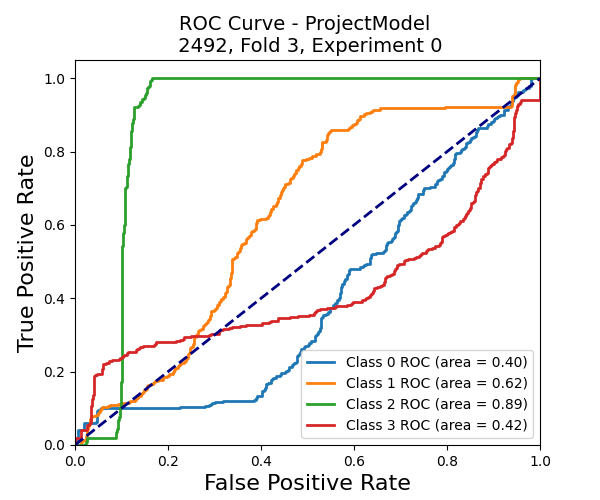 ROC Curve - ProjectModel
2492, Fold 3, Experiment 0
True Positive Rate
1.0
0.8
0.6
0.4
0.2
0.0
Class 0 ROC (area = 0.40)
Class 1 ROC (area = 0.62)
Class 2 ROC (area = 0.89)
Class 3 ROC (area = 0.42)
0.0 0.2 0.4 0.6 0.8 1.0
False Positive Rate